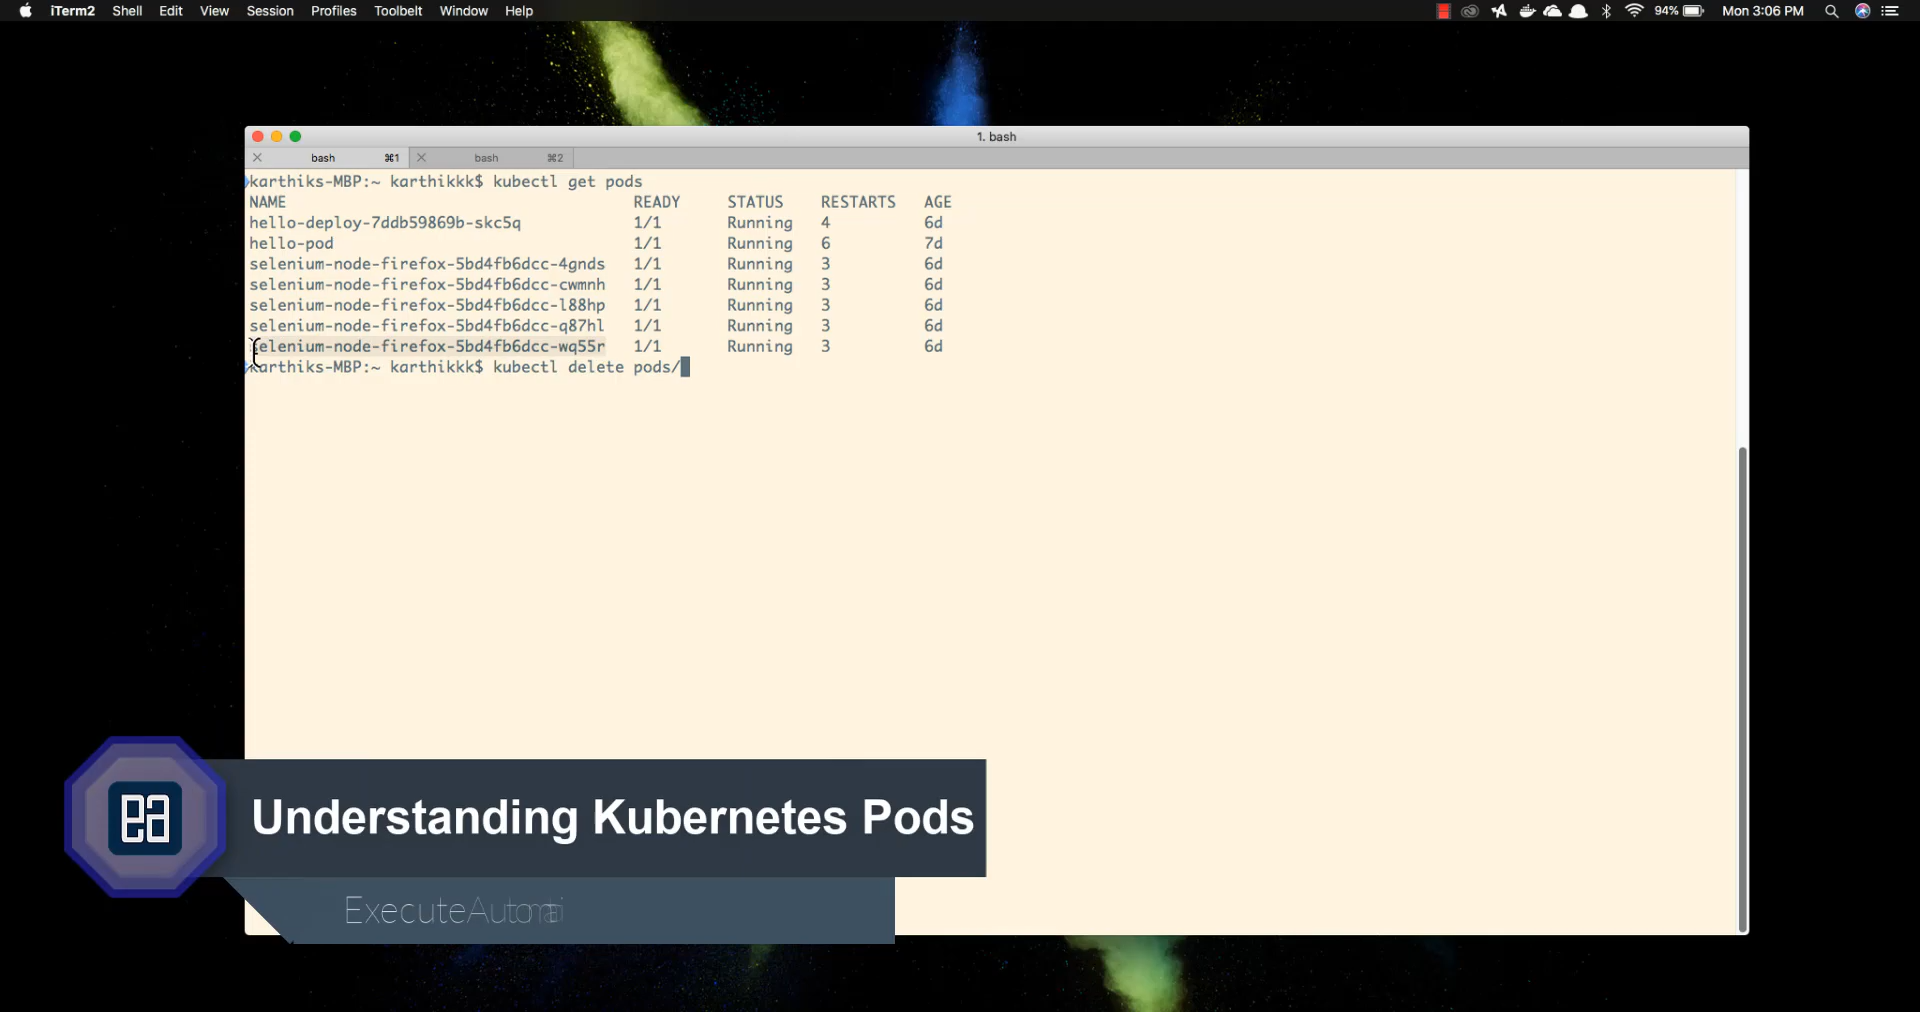 iTerm2 Shell Edit View Session Profiles Toolbelt Window Help 94% Mon 3:06 PM
1. bash
bash ⌘1 bash ⌘2
karthiks-MBP:~ karthikkk$ kubectl get pods
NAME READY STATUS RESTARTS AGE
hello-deploy-7ddb59869b-skc5q 1/1 Running 4 6d
hello-pod 1/1 Running 6 7d
selenium-node-firefox-5bd4fb6dcc-4gnds 1/1 Running 3 6d
selenium-node-firefox-5bd4fb6dcc-cwmnh 1/1 Running 3 6d
selenium-node-firefox-5bd4fb6dcc-l88hp 1/1 Running 3 6d
selenium-node-firefox-5bd4fb6dcc-q87hl 1/1 Running 3 6d
selenium-node-firefox-5bd4fb6dcc-wq55r 1/1 Running 3 6d
karthiks-MBP:~ karthikkk$ kubectl delete pods/
ea
Understanding Kubernetes Pods